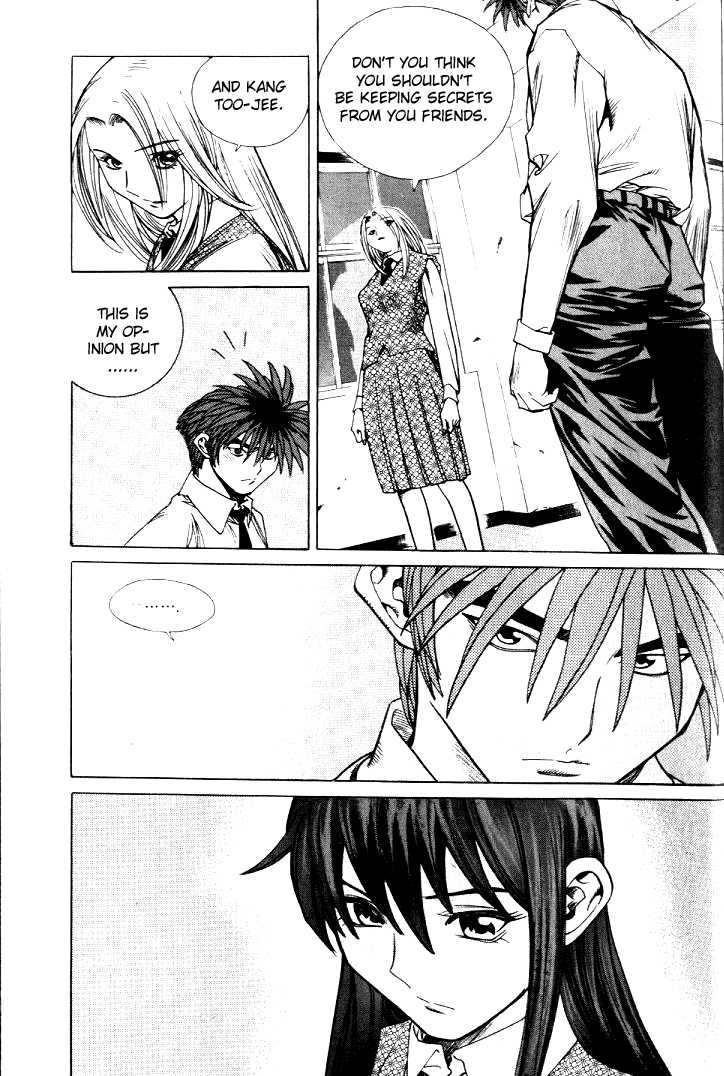 AND KANG
TOO-JEE.
THIS IS
MY OP-
INION BUT
......
DON'T YOU THINK
YOU SHOULDN'T
BE KEEPING SECRETS
FROM YOU FRIENDS.
........